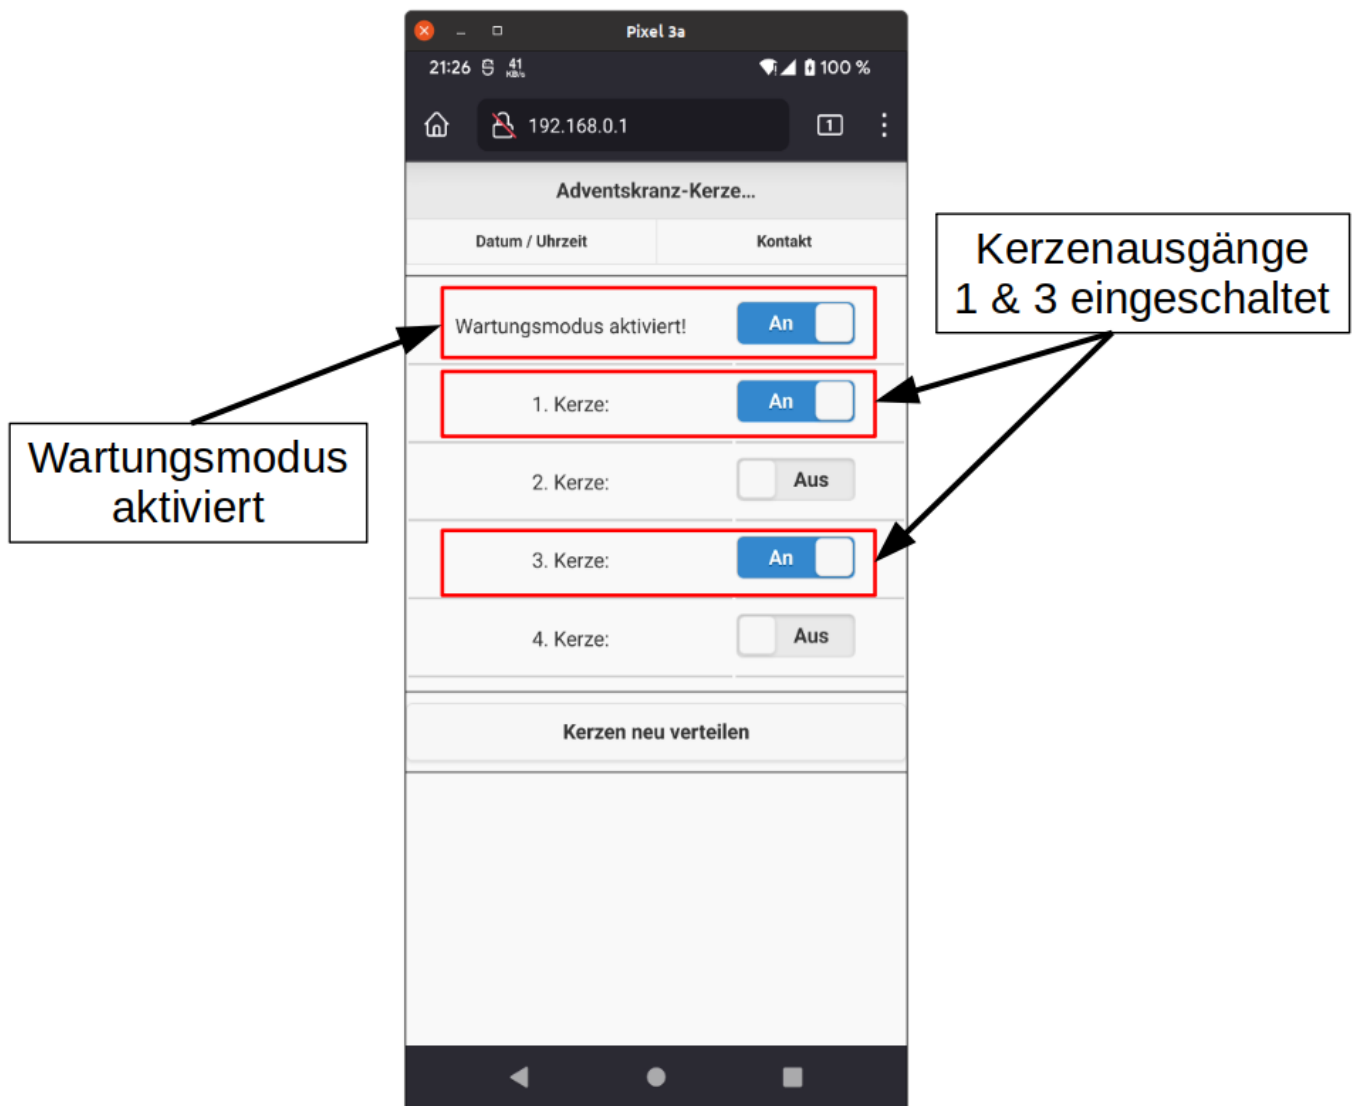 Pixel 3a
21:26 41 KB/s 100 %
192.168.0.1 1
Adventskranz-Kerze...
Datum / Uhrzeit Kontakt
Wartungsmodus aktiviert! An
1. Kerze: An
2. Kerze: Aus
3. Kerze: An
4. Kerze: Aus
Kerzen neu verteilen
Wartungsmodus
aktiviert
Kerzenausgänge
1 & 3 eingeschaltet